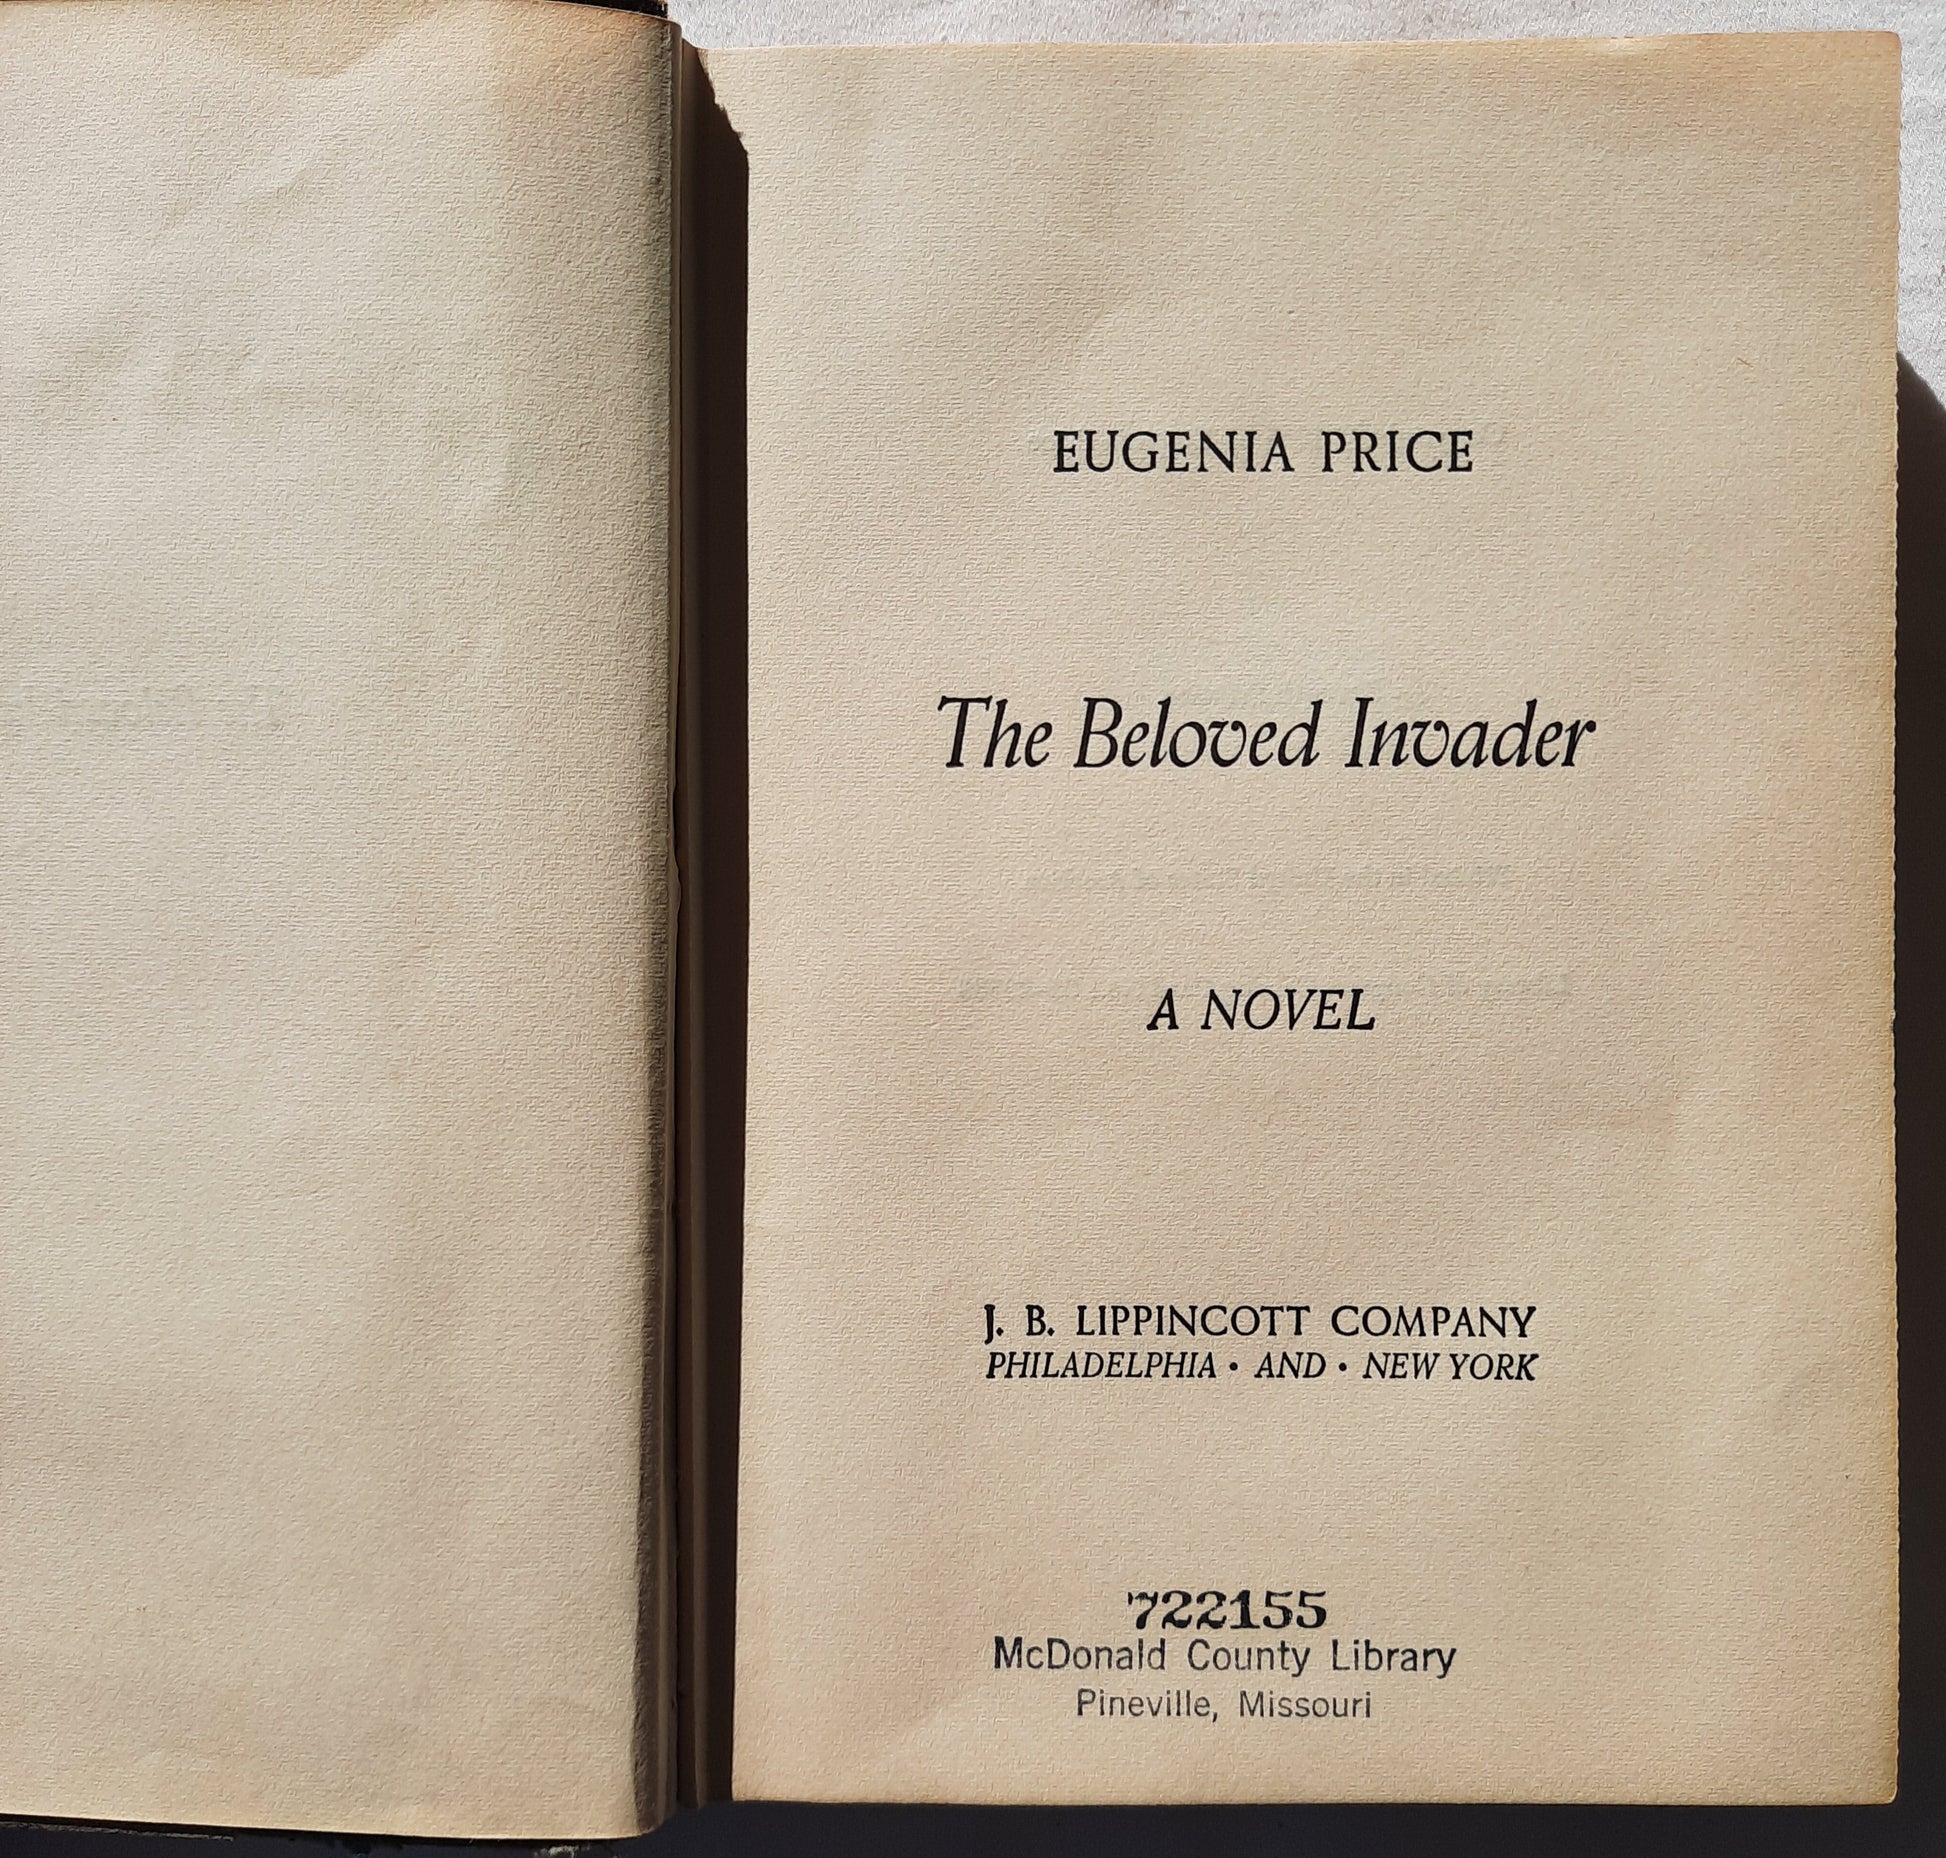 EUGENIA PRICE
The Beloved Invader
A NOVEL
J. B. LIPPINCOTT COMPANY
PHILADELPHIA • AND • NEW YORK
722155
McDonald County Library
Pineville, Missouri